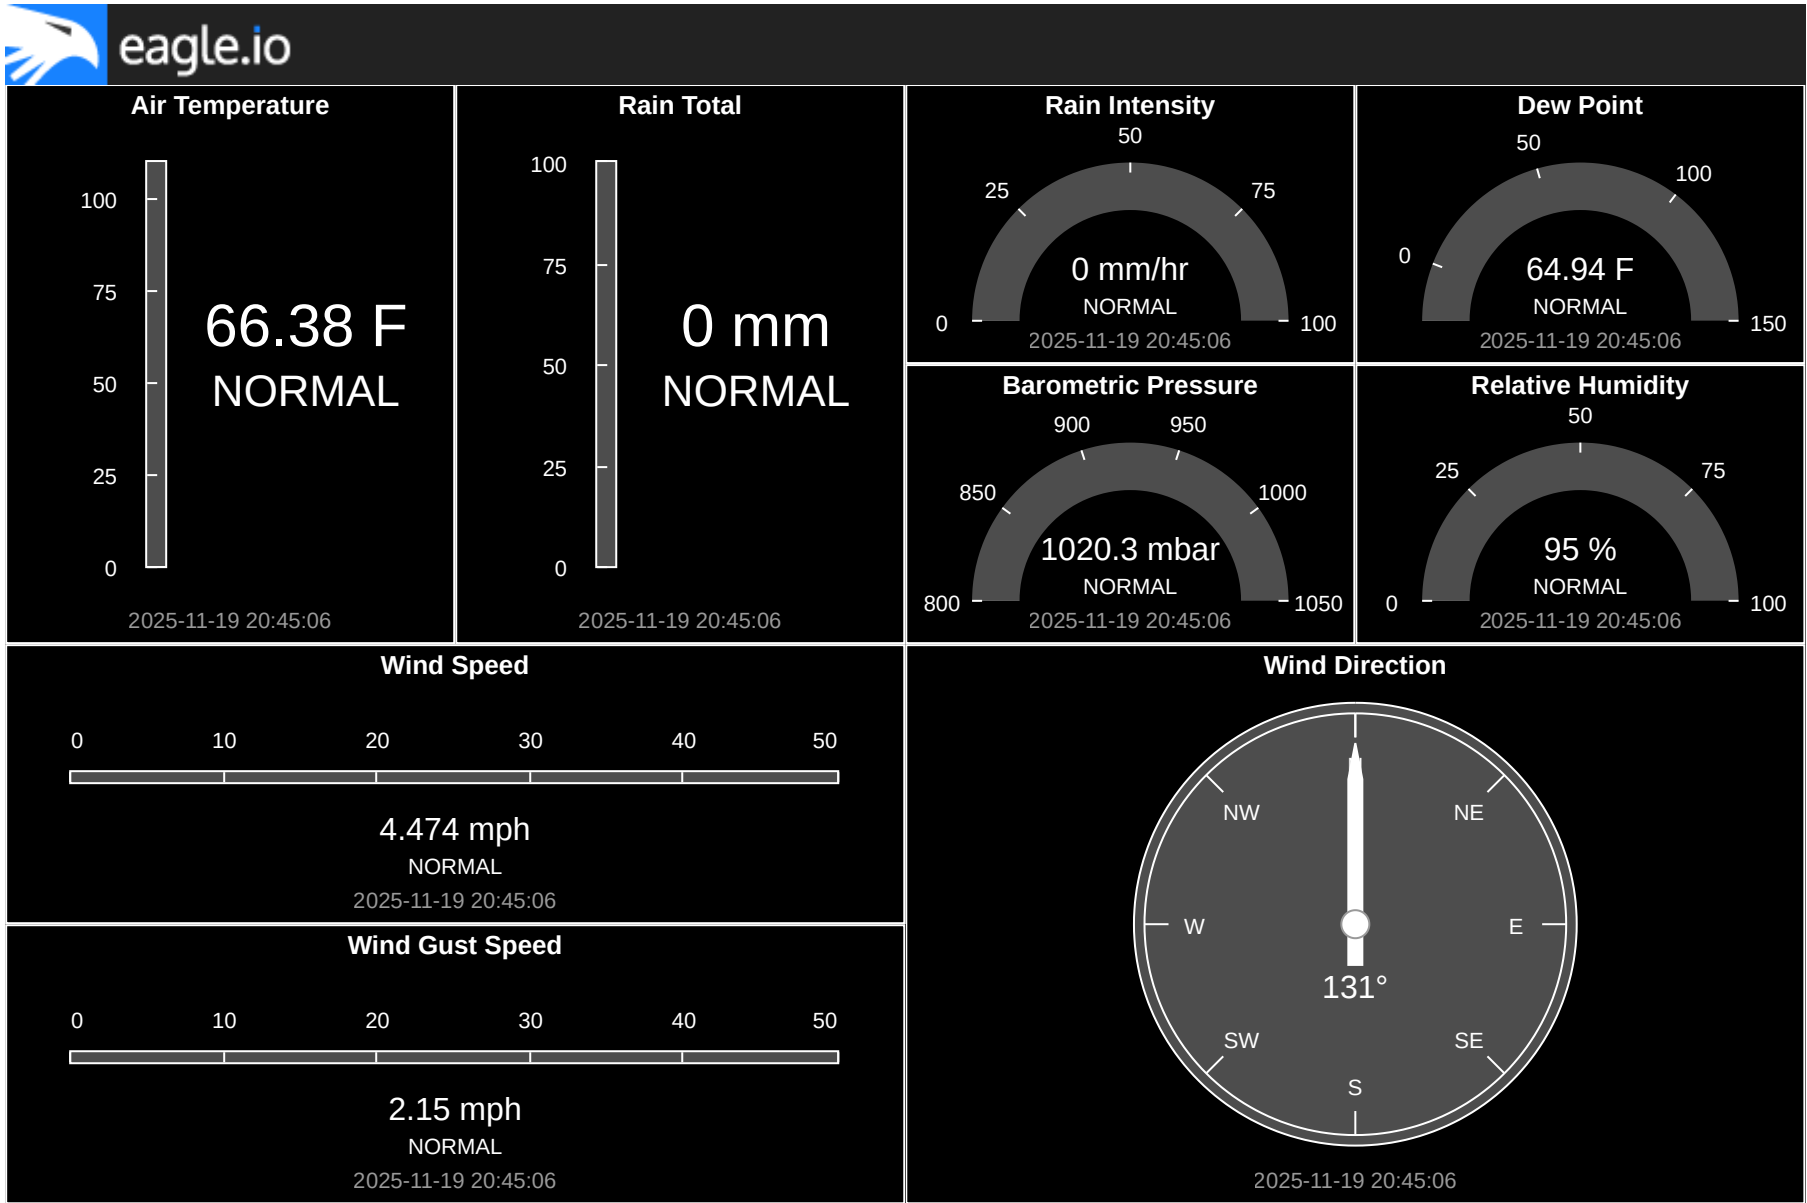 eagle.io
Air Temperature
100
75
50
25
0
66.38 F
NORMAL
2025-11-19 20:45:06
Rain Total
100
75
50
25
0
0 mm
NORMAL
2025-11-19 20:45:06
Rain Intensity
50
25
75
0
100
0 mm/hr
NORMAL
2025-11-19 20:45:06
Dew Point
50
100
0
150
64.94 F
NORMAL
2025-11-19 20:45:06
Barometric Pressure
900
950
850
1000
800
1050
1020.3 mbar
NORMAL
2025-11-19 20:45:06
Relative Humidity
50
25
75
0
100
95 %
NORMAL
2025-11-19 20:45:06
Wind Speed
0 10 20 30 40 50
4.474 mph
NORMAL
2025-11-19 20:45:06
Wind Gust Speed
0 10 20 30 40 50
2.15 mph
NORMAL
2025-11-19 20:45:06
Wind Direction
NW NE
W E
131°
SW SE
S
2025-11-19 20:45:06